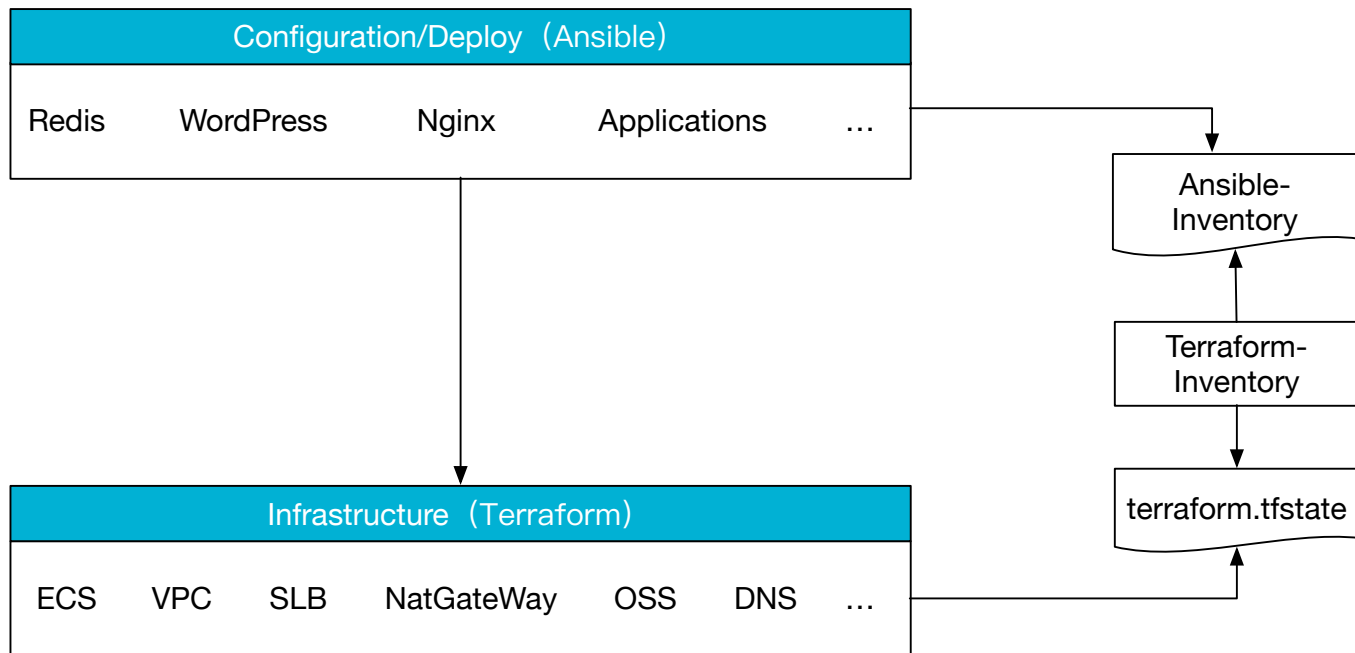 Configuration/Deploy（Ansible）
Redis WordPress Nginx Applications …
Ansible-
Inventory
Terraform-
Inventory
Infrastructure（Terraform）
terraform.tfstate
ECS VPC SLB NatGateWay OSS DNS …